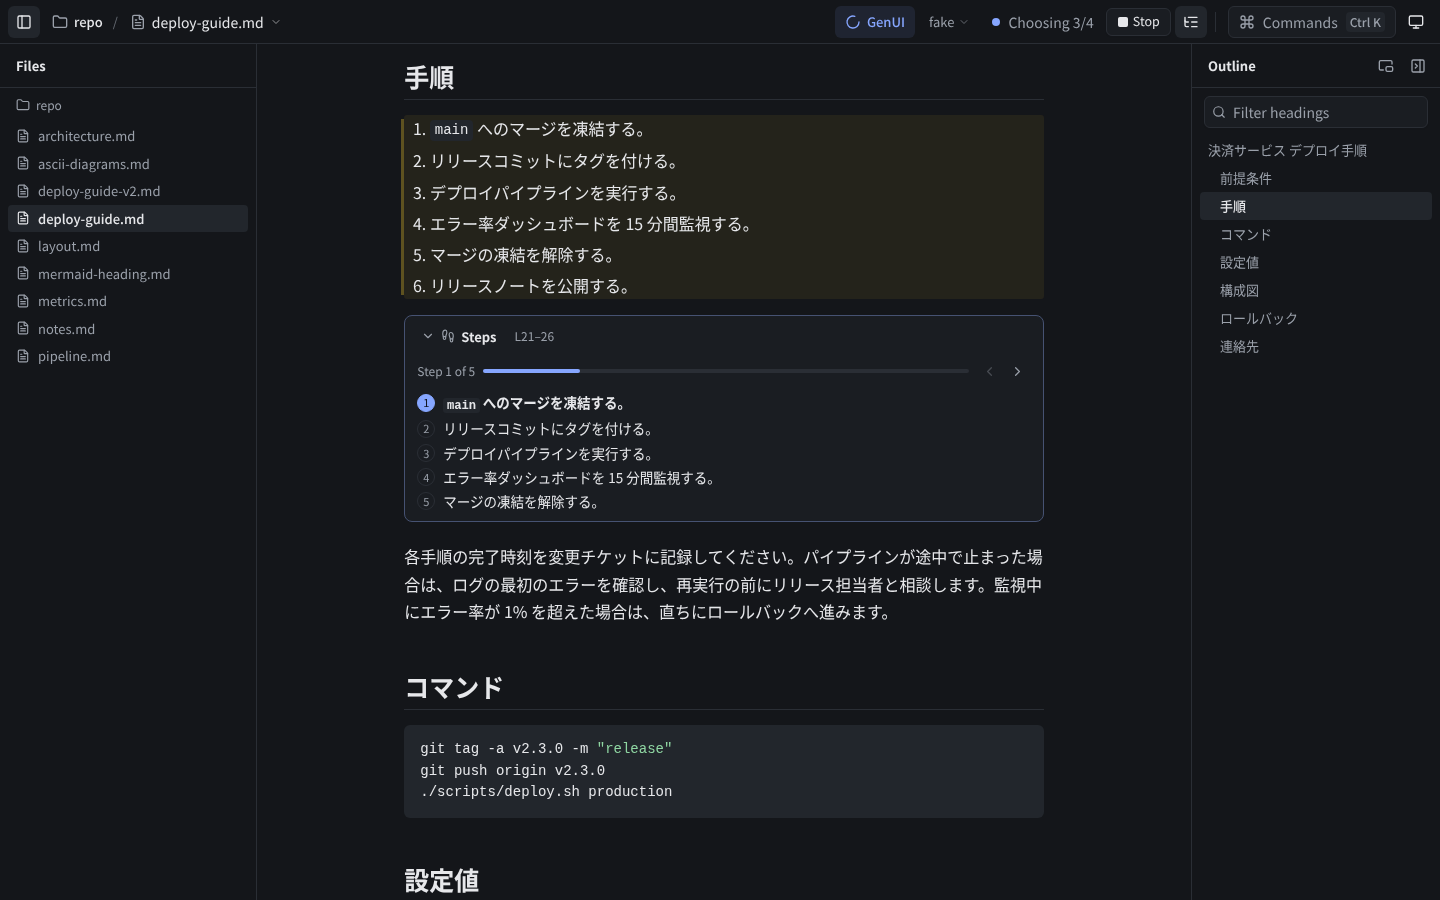 repo / deploy-guide.md
GenUI
fake
Choosing 3/4
Stop
Commands Ctrl K
Files
repo
architecture.md
ascii-diagrams.md
deploy-guide-v2.md
deploy-guide.md
layout.md
mermaid-heading.md
metrics.md
notes.md
pipeline.md
手順
1. main へのマージを凍結する。
2. リリースコミットにタグを付ける。
3. デプロイパイプラインを実行する。
4. エラー率ダッシュボードを 15 分間監視する。
5. マージの凍結を解除する。
6. リリースノートを公開する。
Steps L21–26
Step 1 of 5
1 main へのマージを凍結する。
2 リリースコミットにタグを付ける。
3 デプロイパイプラインを実行する。
4 エラー率ダッシュボードを 15 分間監視する。
5 マージの凍結を解除する。
各手順の完了時刻を変更チケットに記録してください。パイプラインが途中で止まった場
合は、ログの最初のエラーを確認し、再実行の前にリリース担当者と相談します。監視中
にエラー率が 1% を超えた場合は、直ちにロールバックへ進みます。
コマンド
git tag -a v2.3.0 -m "release"
git push origin v2.3.0
./scripts/deploy.sh production
設定値
Outline
Filter headings
決済サービス デプロイ手順
前提条件
手順
コマンド
設定値
構成図
ロールバック
連絡先